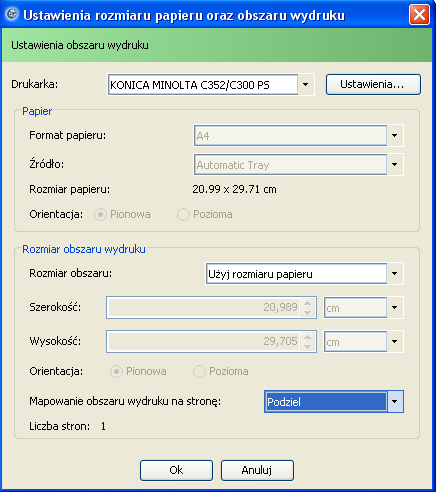 Ustawienia rozmiaru papieru oraz obszaru wydruku
Ustawienia obszaru wydruku
Drukarka: KONICA MINOLTA C352/C300 PS Ustawienia...
Papier
Format papieru: A4
Źródło: Automatic Tray
Rozmiar papieru: 20.99 x 29.71 cm
Orientacja: Pionowa Pozioma
Rozmiar obszaru wydruku
Rozmiar obszaru: Użyj rozmiaru papieru
Szerokość: 20,989 cm
Wysokość: 29,705 cm
Orientacja: Pionowa Pozioma
Mapowanie obszaru wydruku na stronę: Podziel
Liczba stron: 1
Ok Anuluj